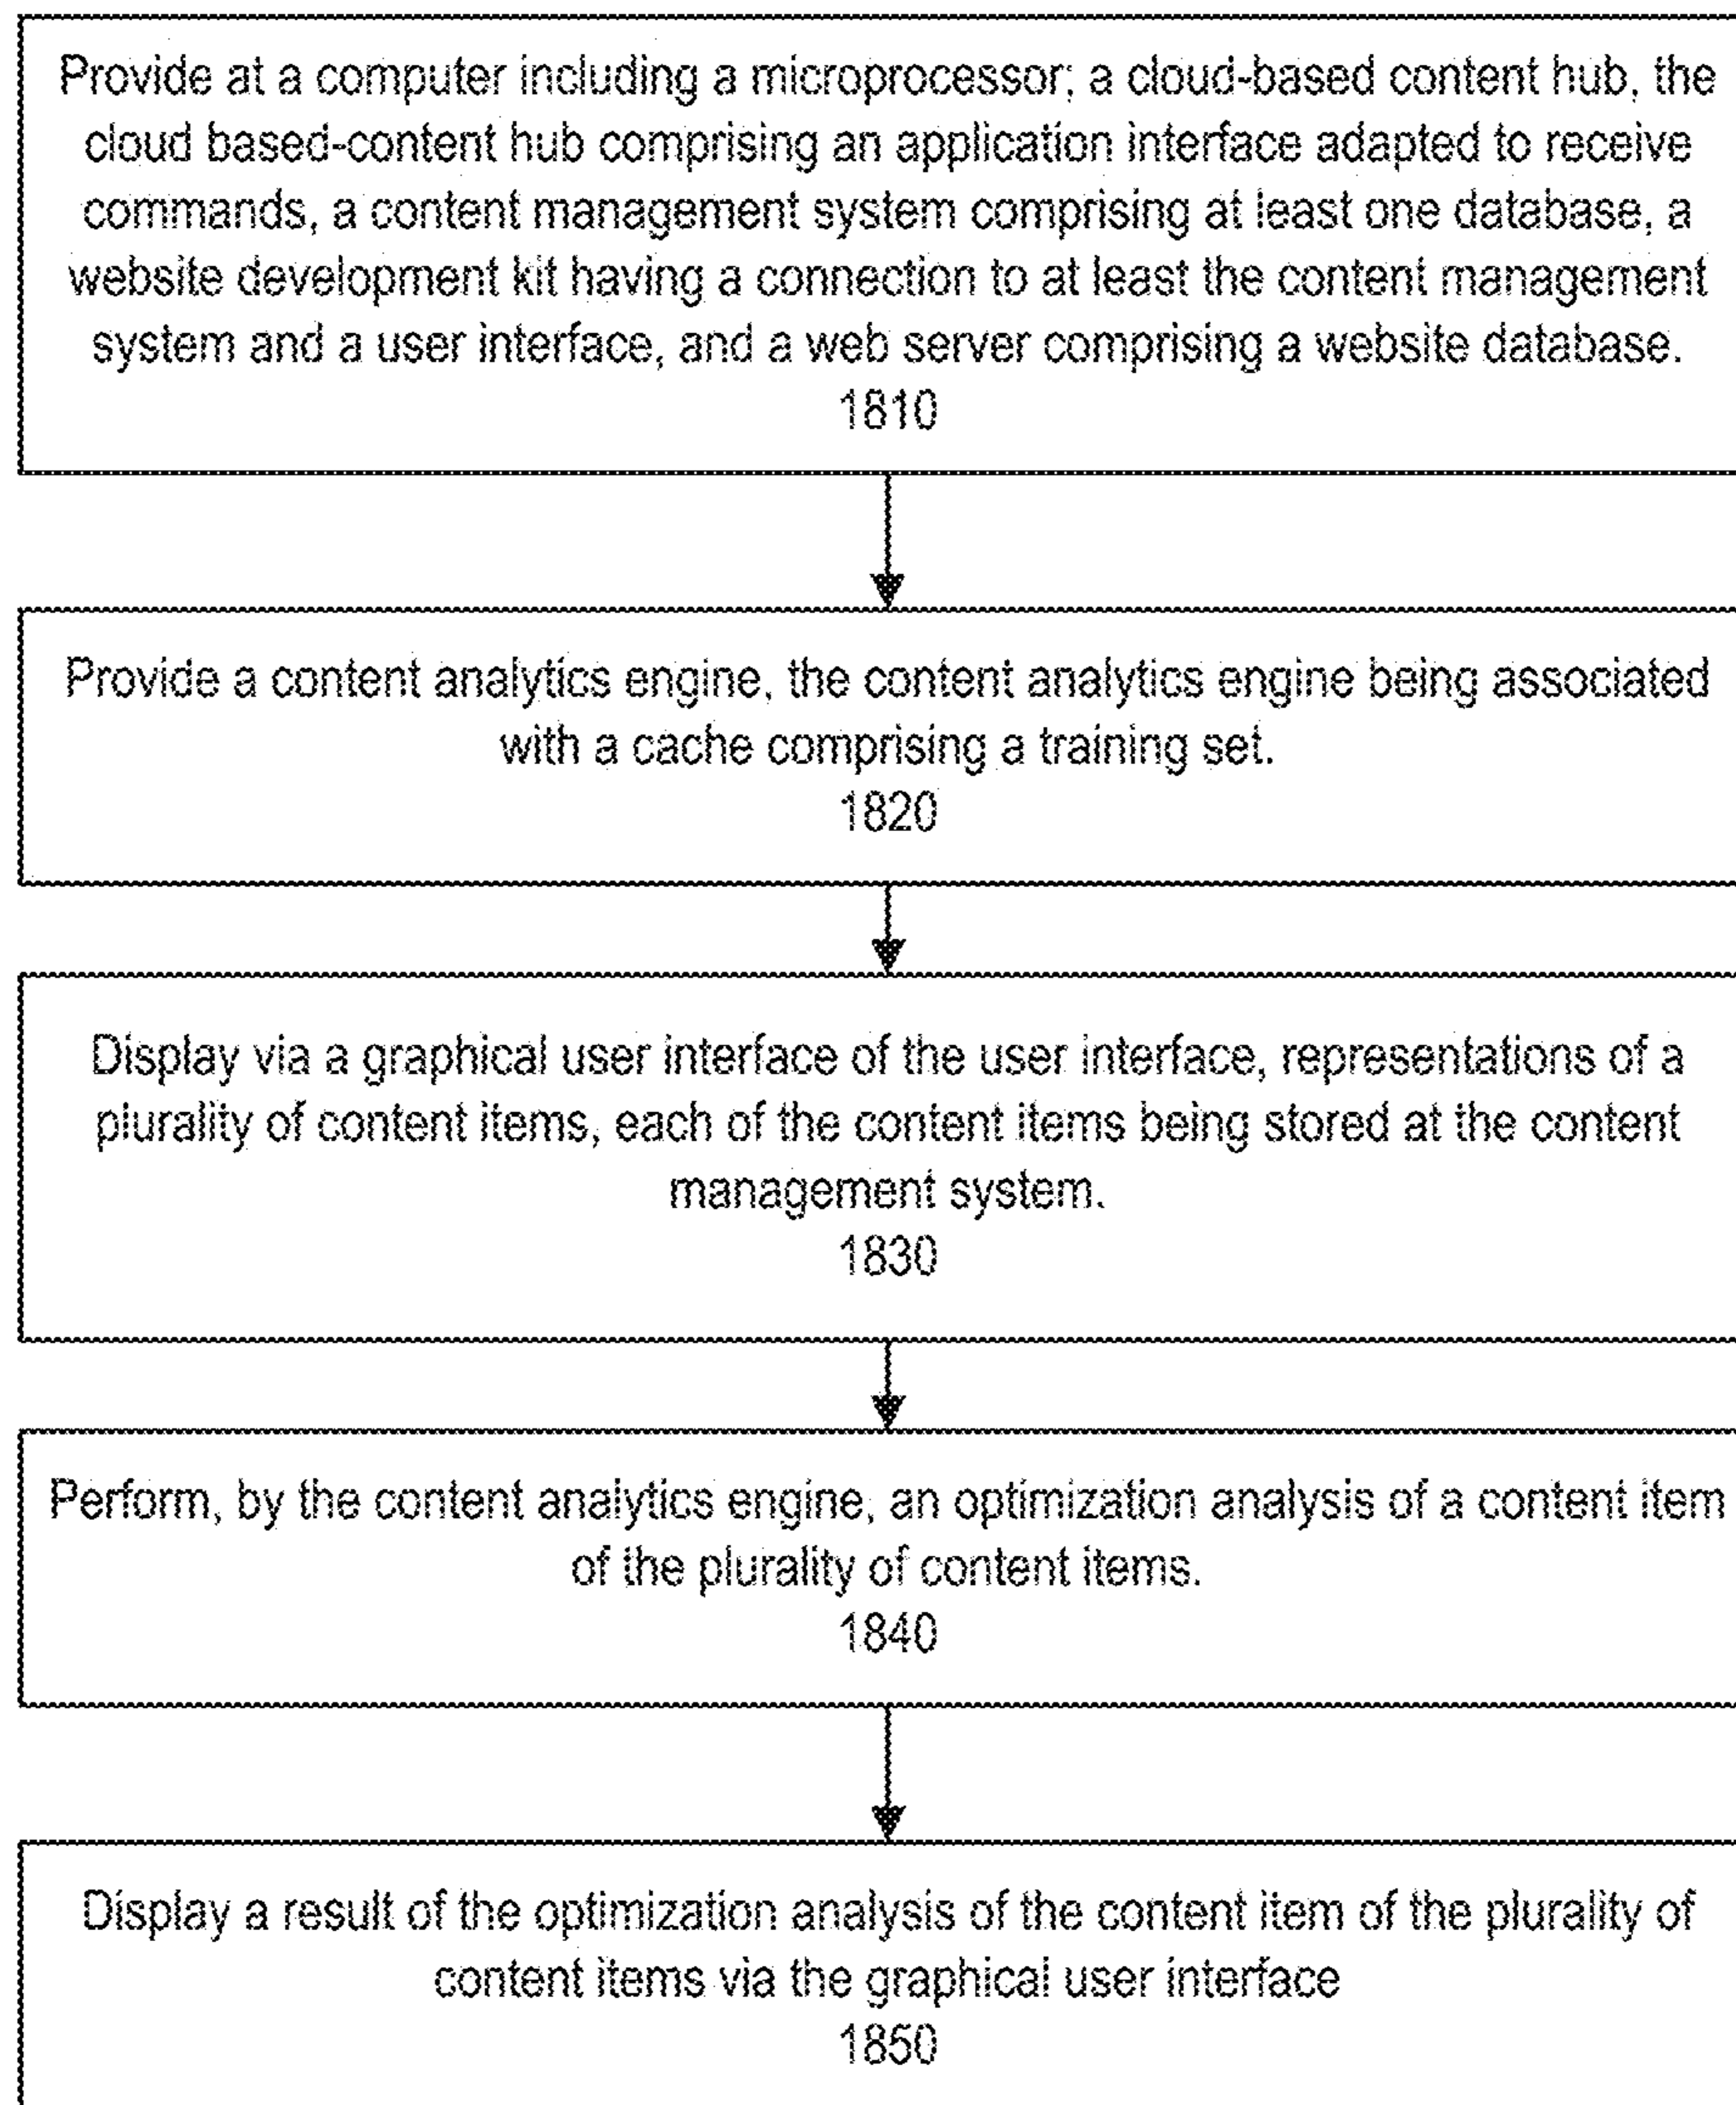 Provide at a computer including a microprocessor; a cloud-based content hub, the
cloud based-content hub comprising an application interface adapted to receive
commands, a content management system comprising at least one database, a
website development kit having a connection to at least the content management
system and a user interface, and a web server comprising a website database.
1810
Provide a content analytics engine, the content analytics engine being associated
with a cache comprising a training set.
1820
Display via a graphical user interface of the user interface, representations of a
plurality of content items, each of the content items being stored at the content
management system.
1830
Perform, by the content analytics engine, an optimization analysis of a content item
of the plurality of content items.
1840
Display a result of the optimization analysis of the content item of the plurality of
content items via the graphical user interface
1850